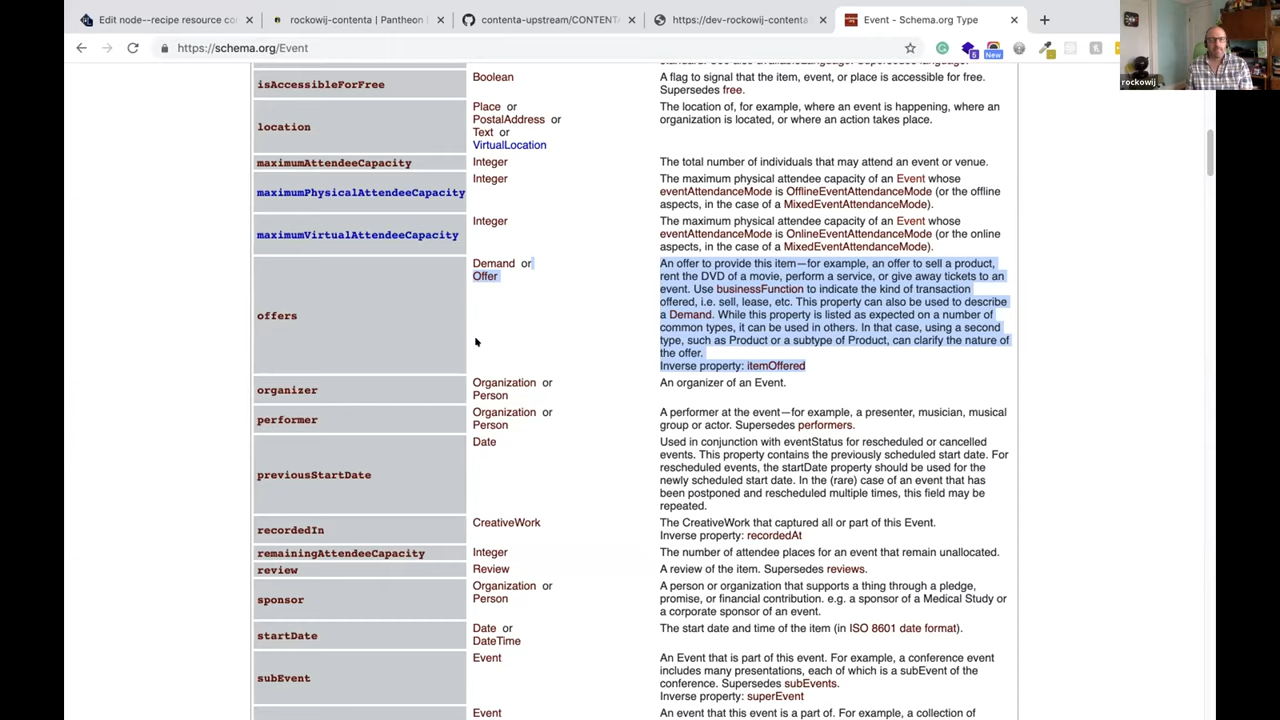 Edit node--recipe resource co
rockowij-contenta | Pantheon
contenta-upstream/CONTENTA
https://dev-rockowij-contenta
Event - Schema.org Type
https://schema.org/Event
5
New
rockowij
isAccessibleForFree
Boolean
A flag to signal that the item, event, or place is accessible for free.
Supersedes free.
location
Place or
PostalAddress or
Text or
VirtualLocation
The location of, for example, where an event is happening, where an
organization is located, or where an action takes place.
maximumAttendeeCapacity
Integer
The total number of individuals that may attend an event or venue.
maximumPhysicalAttendeeCapacity
Integer
The maximum physical attendee capacity of an Event whose
eventAttendanceMode is OfflineEventAttendanceMode (or the offline
aspects, in the case of a MixedEventAttendanceMode).
maximumVirtualAttendeeCapacity
Integer
The maximum physical attendee capacity of an Event whose
eventAttendanceMode is OnlineEventAttendanceMode (or the online
aspects, in the case of a MixedEventAttendanceMode).
offers
Demand or
Offer
An offer to provide this item—for example, an offer to sell a product,
rent the DVD of a movie, perform a service, or give away tickets to an
event. Use businessFunction to indicate the kind of transaction
offered, i.e. sell, lease, etc. This property can also be used to describe
a Demand. While this property is listed as expected on a number of
common types, it can be used in others. In that case, using a second
type, such as Product or a subtype of Product, can clarify the nature of
the offer.
Inverse property: itemOffered
organizer
Organization or
Person
An organizer of an Event.
performer
Organization or
Person
A performer at the event—for example, a presenter, musician, musical
group or actor. Supersedes performers.
previousStartDate
Date
Used in conjunction with eventStatus for rescheduled or cancelled
events. This property contains the previously scheduled start date. For
rescheduled events, the startDate property should be used for the
newly scheduled start date. In the (rare) case of an event that has
been postponed and rescheduled multiple times, this field may be
repeated.
recordedIn
CreativeWork
The CreativeWork that captured all or part of this Event.
Inverse property: recordedAt
remainingAttendeeCapacity
Integer
The number of attendee places for an event that remain unallocated.
review
Review
A review of the item. Supersedes reviews.
sponsor
Organization or
Person
A person or organization that supports a thing through a pledge,
promise, or financial contribution. e.g. a sponsor of a Medical Study or
a corporate sponsor of an event.
startDate
Date or
DateTime
The start date and time of the item (in ISO 8601 date format).
subEvent
Event
An Event that is part of this event. For example, a conference event
includes many presentations, each of which is a subEvent of the
conference. Supersedes subEvents.
Inverse property: superEvent
Event
An event that this event is a part of. For example, a collection of